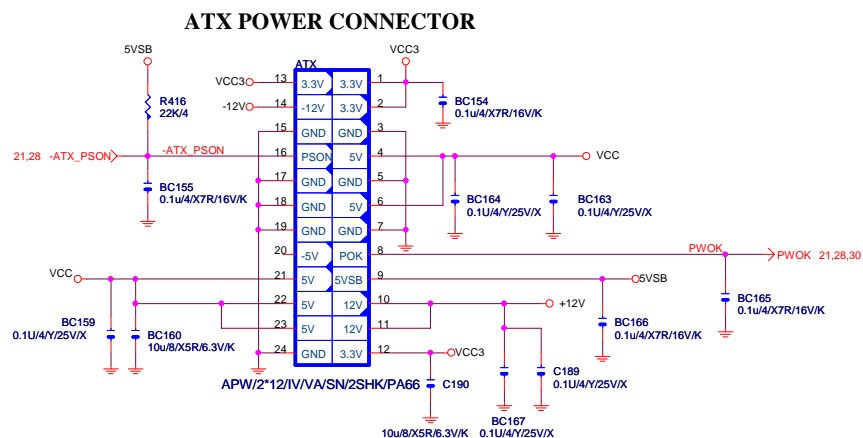 ATX POWER CONNECTOR
5VSB
VCC3
ATX
VCC3
13
3.3V
3.3V
1
R416
22K/4
-12V
14
-12V
3.3V
2
BC154
0.1u/4/X7R/16V/K
15
GND
GND
3
21,28 -ATX_PSON
-ATX_PSON
16
PSON
5V
4
VCC
17
GND
GND
5
BC155
0.1u/4/X7R/16V/K
18
GND
5V
6
BC164
0.1U/4/Y/25V/X
BC163
0.1U/4/Y/25V/X
19
GND
GND
7
20
-5V
POK
8
PWOK
PWOK 21,28,30
VCC
21
5V
5VSB
9
5VSB
22
5V
12V
10
+12V
BC165
0.1u/4/X7R/16V/K
BC159
0.1U/4/Y/25V/X
BC160
10u/8/X5R/6.3V/K
23
5V
12V
11
BC166
0.1u/4/X7R/16V/K
24
GND
3.3V
12
VCC3
APW/2*12/IV/VA/SN/2SHK/PA66
C190
10u/8/X5R/6.3V/K
C189
0.1U/4/Y/25V/X
BC167
0.1U/4/Y/25V/X